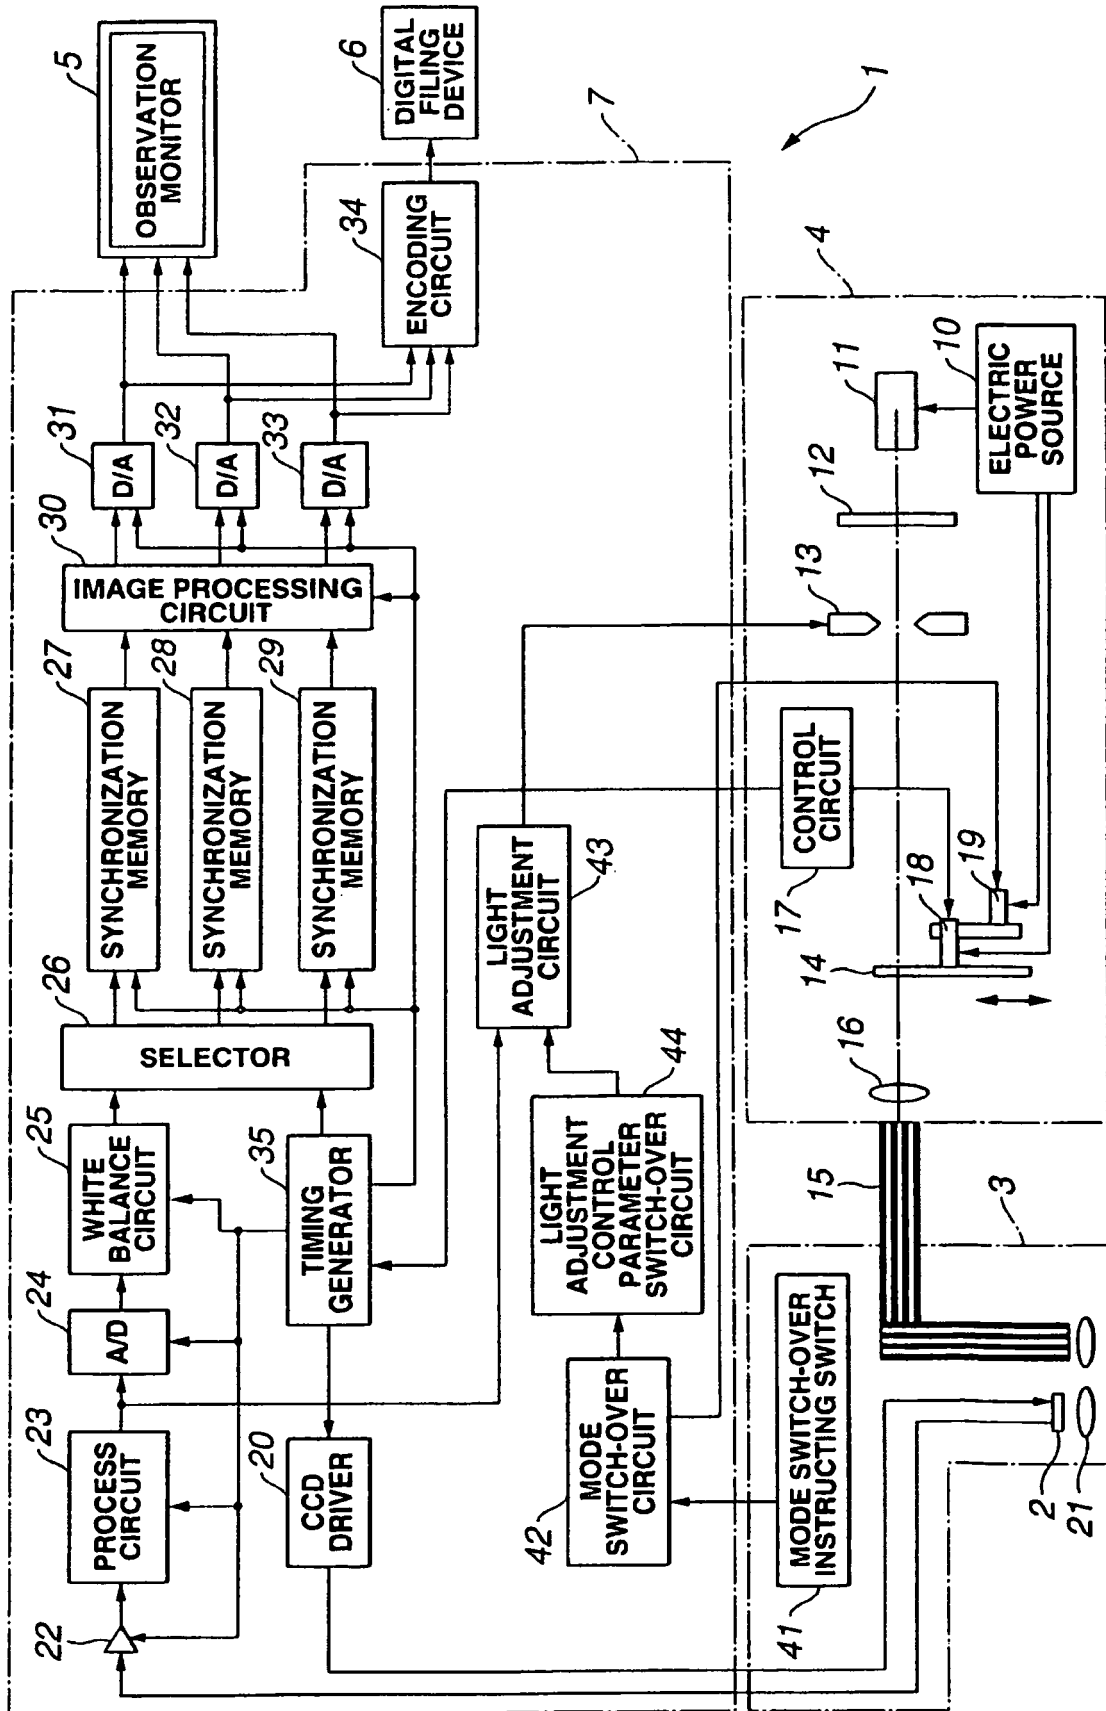 5
OBSERVATION
MONITOR
6
DIGITAL
FILING
DEVICE
7
1
34
ENCODING
CIRCUIT
31
D/A
32
D/A
33
D/A
30
IMAGE PROCESSING
CIRCUIT
27
SYNCHRONIZATION
MEMORY
28
SYNCHRONIZATION
MEMORY
29
SYNCHRONIZATION
MEMORY
26
SELECTOR
25
WHITE
BALANCE
CIRCUIT
24
A/D
23
PROCESS
CIRCUIT
22
35
TIMING
GENERATOR
20
CCD
DRIVER
43
LIGHT
ADJUSTMENT
CIRCUIT
44
LIGHT
ADJUSTMENT
CONTROL
PARAMETER
SWITCH-OVER
CIRCUIT
42
MODE
SWITCH-OVER
CIRCUIT
4
11
10
ELECTRIC
POWER
SOURCE
12
13
17
CONTROL
CIRCUIT
18
19
14
16
15
3
41
MODE SWITCH-OVER
INSTRUCTING SWITCH
2
21